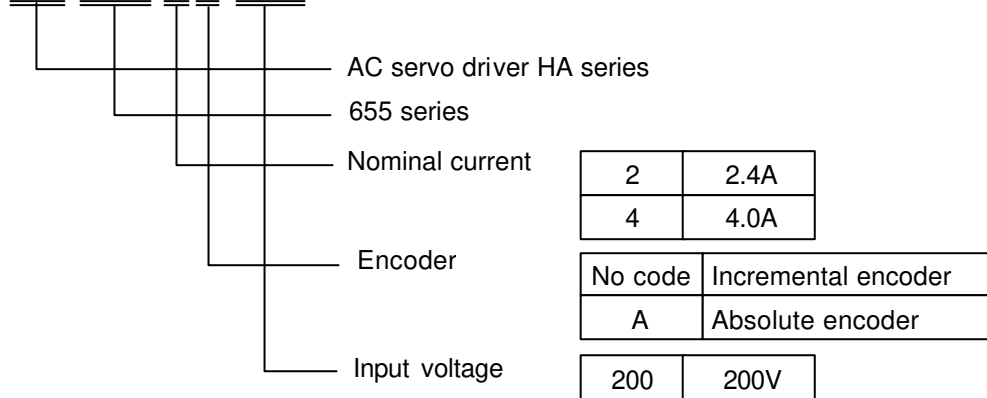 AC servo driver HA series
655 series
Nominal current
2 2.4A
4 4.0A
Encoder
No code Incremental encoder
A Absolute encoder
Input voltage
200 200V